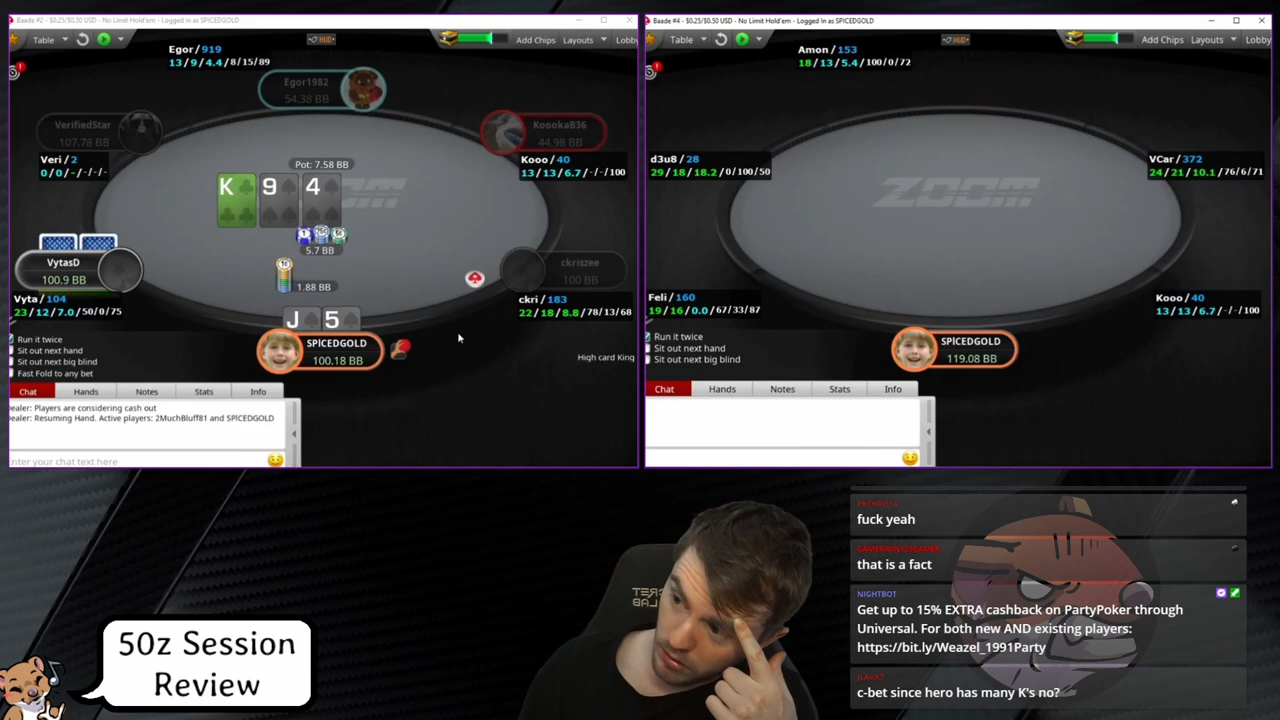 Baade #2 - $0.25/$0.50 USD - No Limit Hold'em - Logged In as SPICEDGOLD
Table
HUD+
Add Chips
Layouts
Lobb
Egor / 919
13/9/4.4/8/15/89
Egor1982
54.38 BB
VerifiedStar
107.78 BB
KoookaB36
44.98 BB
Veri / 2
0/0/-/-/-/-
Pot: 7.58 BB
Kooo / 40
13/13/6.7/-/-/100
K 9 4
ZOOM
5.7 BB
VytasD
100.9 BB
ckriszee
100 BB
1.88 BB
Vyta / 104
23/12/7.0/50/0/75
ckri / 183
22/18/8.8/78/13/68
J 5
Run it twice
Sit out next hand
Sit out next big blind
Fast Fold to any bet
SPICEDGOLD
100.18 BB
High card King
Chat
Hands
Notes
Stats
Info
ealer: Players are considering cash out
ealer: Resuming Hand. Active players: 2MuchBluff81 and SPICEDGOLD
nter your chat text here
Baade #4 - $0.25/$0.50 USD - No Limit Hold'em - Logged In as SPICEDGOLD
Table
HUD+
Add Chips
Layouts
Lobby
Amon / 153
18/13/5.4/100/0/72
d3u8 / 28
29/18/18.2/0/100/50
VCar / 372
24/21/10.1/76/6/71
ZOOM
Feli / 160
19/16/0.0/67/33/87
Kooo / 40
13/13/6.7/-/-/100
Run it twice
Sit out next hand
Sit out next big blind
SPICEDGOLD
119.08 BB
Chat
Hands
Notes
Stats
Info
fuck yeah
that is a fact
NIGHTBOT
Get up to 15% EXTRA cashback on PartyPoker through
Universal. For both new AND existing players:
https://bit.ly/Weazel_1991Party
JLAUX7
c-bet since hero has many K's no?
50z Session
Review